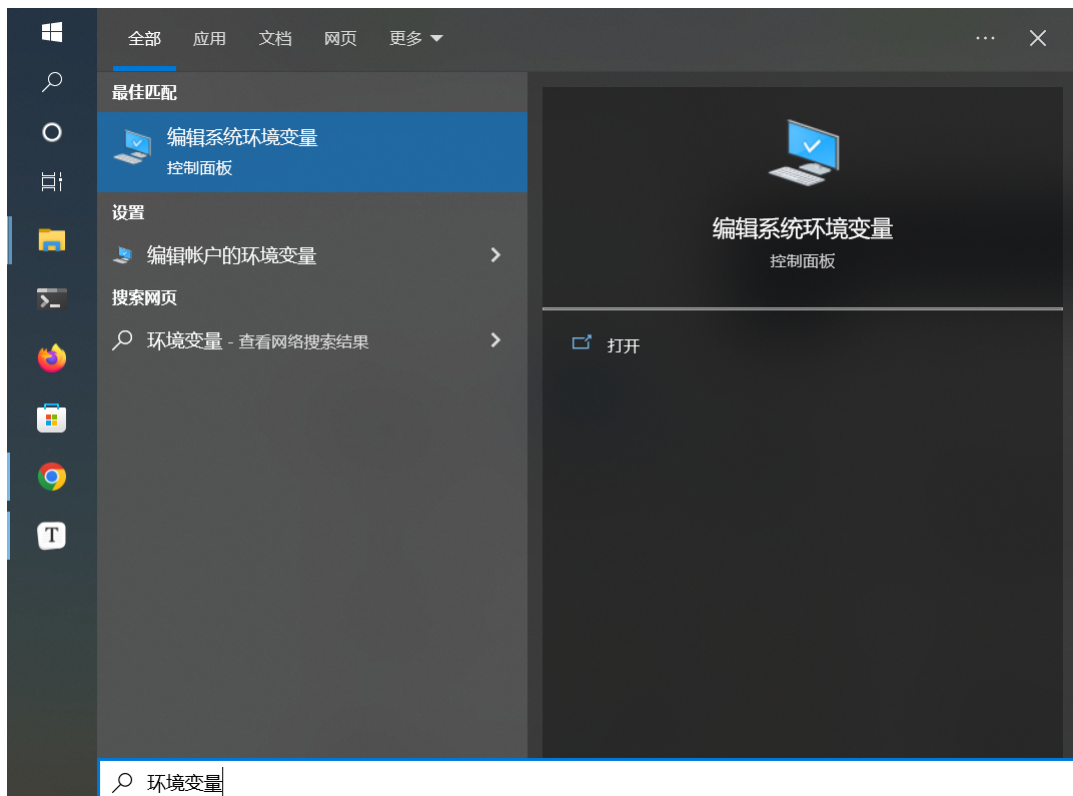 全部 应用 文档 网页 更多
最佳匹配
编辑系统环境变量
控制面板
设置
编辑帐户的环境变量
搜索网页
环境变量 - 查看网络搜索结果
编辑系统环境变量
控制面板
打开
T
环境变量